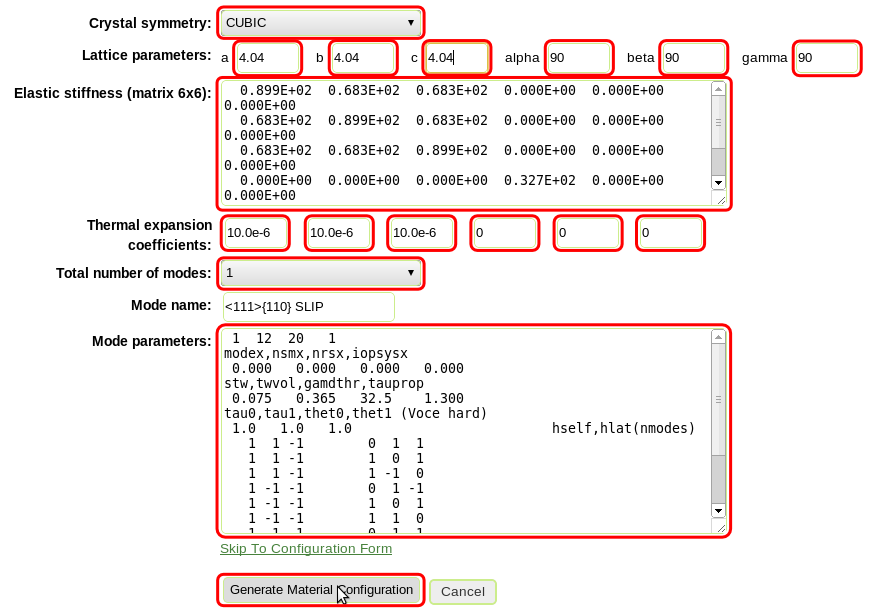 Crystal symmetry: CUBIC
Lattice parameters: a 4.04 b 4.04 c 4.04 alpha 90 beta 90 gamma 90
Elastic stiffness (matrix 6x6):
0.899E+02 0.683E+02 0.683E+02 0.000E+00 0.000E+00
0.000E+00
0.683E+02 0.899E+02 0.683E+02 0.000E+00 0.000E+00
0.000E+00
0.683E+02 0.683E+02 0.899E+02 0.000E+00 0.000E+00
0.000E+00
0.000E+00 0.000E+00 0.000E+00 0.327E+02 0.000E+00
0.000E+00
Thermal expansion
coefficients:
10.0e-6 10.0e-6 10.0e-6 0 0 0
Total number of modes: 1
Mode name: <111>{110} SLIP
Mode parameters:
1 12 20 1
modex,nsmx,nrsx,iopsysx
0.000 0.000 0.000 0.000
stw,twvol,gamdthr,tauprop
0.075 0.365 32.5 1.300
tau0,tau1,thet0,thet1 (Voce hard)
1.0 1.0 1.0 hself,hlat(nmodes)
1 1 -1 0 1 1
1 1 -1 1 0 1
1 1 -1 1 -1 0
1 -1 -1 0 1 -1
1 -1 -1 1 0 1
1 -1 -1 1 1 0
Skip To Configuration Form
Generate Material Configuration Cancel